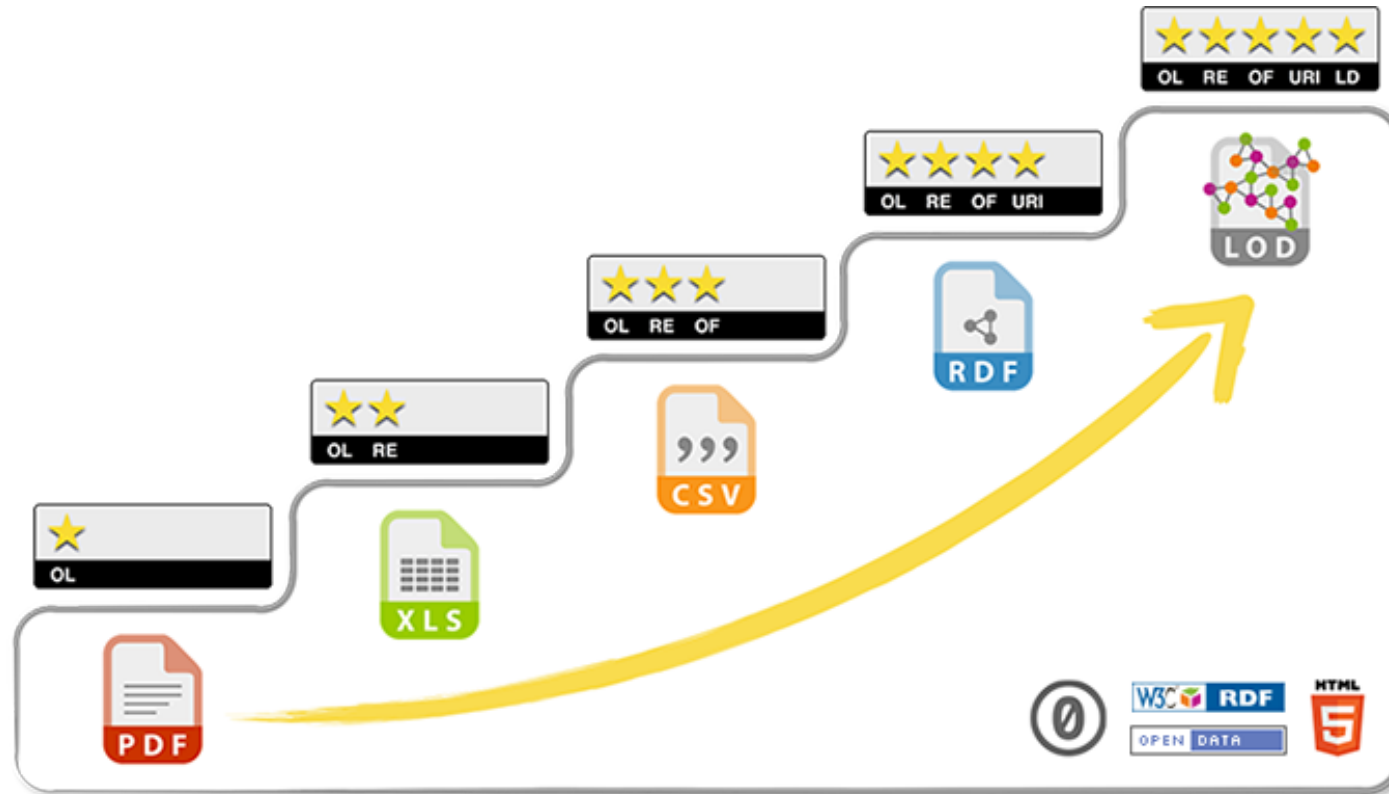 OL RE OF URI LD
LOD
OL RE OF URI
RDF
OL RE OF
CSV
OL RE
XLS
OL
PDF
0
W3C RDF
OPEN DATA
HTML
5